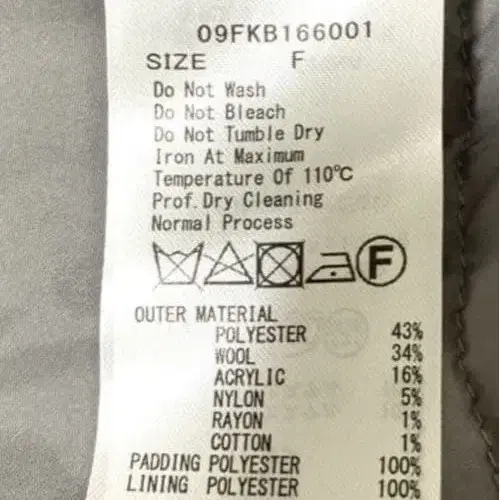 09FKB166001
SIZE F
Do Not Wash
Do Not Bleach
Do Not Tumble Dry
Iron At Maximum
Temperature Of 110℃
Prof.Dry Cleaning
Normal Process
F
OUTER MATERIAL
POLYESTER 43%
WOOL 34%
ACRYLIC 16%
NYLON 5%
RAYON 1%
COTTON 1%
PADDING POLYESTER 100%
LINING POLYESTER 100%